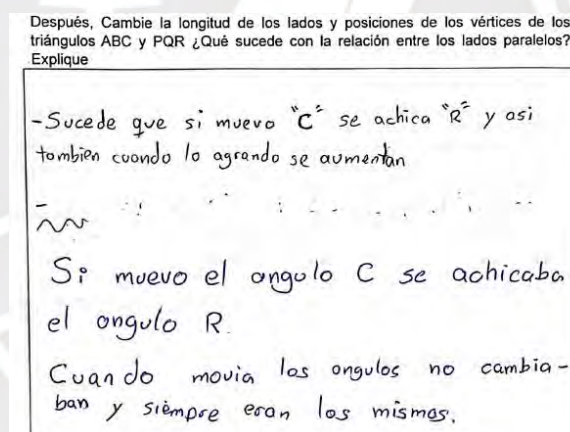 Después, Cambie la longitud de los lados y posiciones de los vértices de los
triángulos ABC y PQR ¿Qué sucede con la relación entre los lados paralelos?
Explique
-Sucede que si muevo "C" se achica "R" y asi
tambien cuando lo agrando se aumentan
Si muevo el angulo C se achicaba
el angulo R.
Cuando movia los angulos no cambia-
ban y siempre eran los mismos.